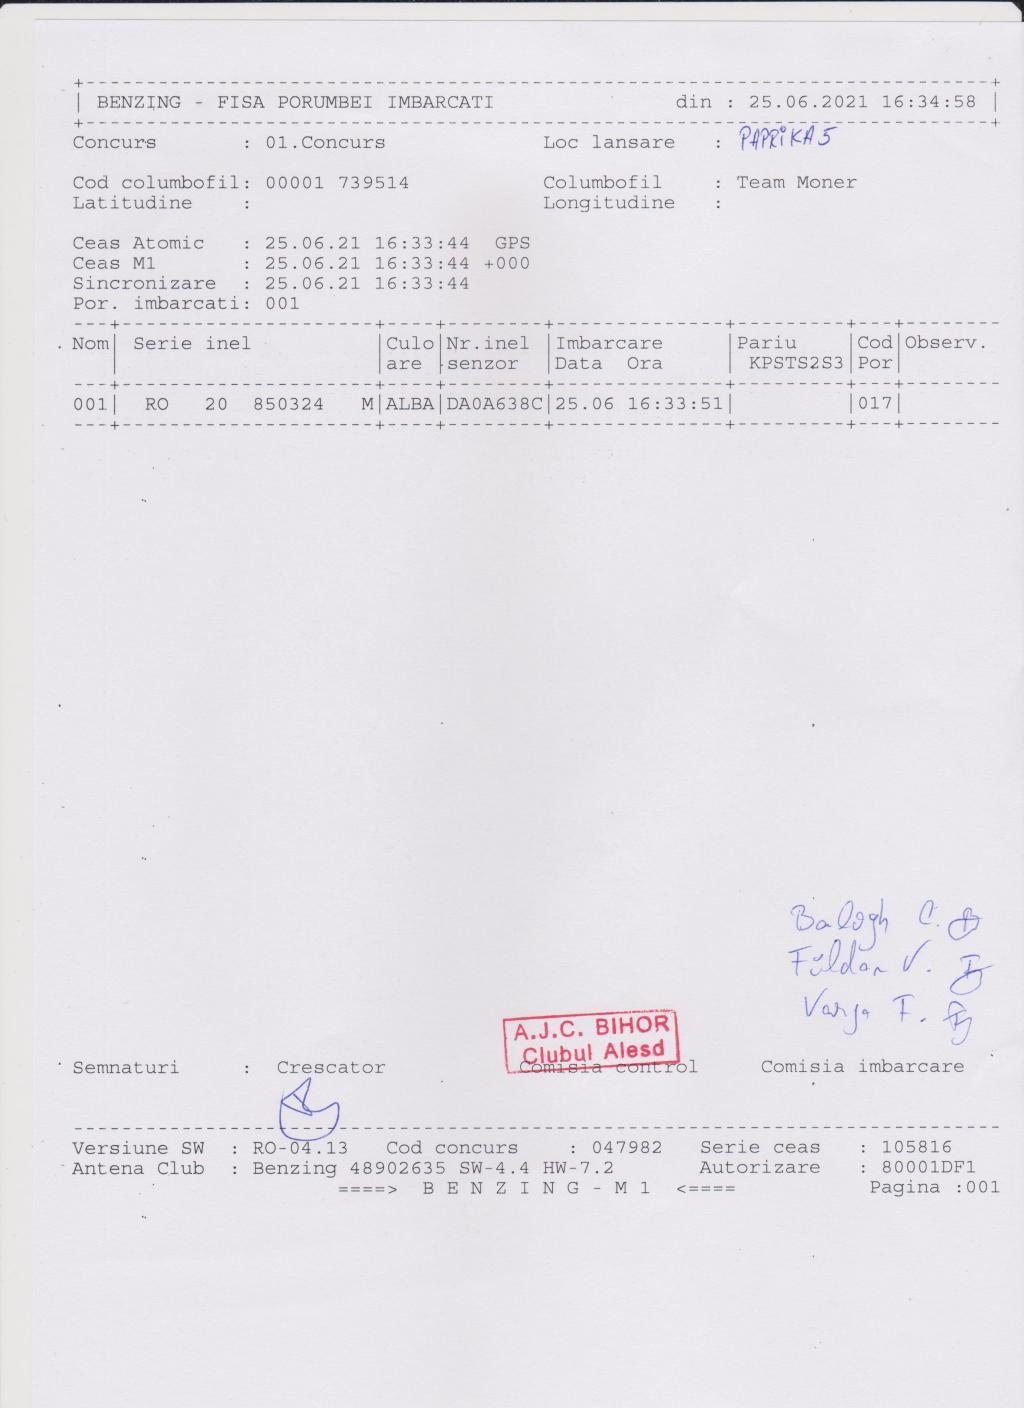 BENZING - FISA PORUMBEI IMBARCATI din : 25.06.2021 16:34:58
Concurs : 01.Concurs Loc lansare : PAPRIKA 5
Cod columbofil: 00001 739514 Columbofil : Team Moner
Latitudine : Longitudine :
Ceas Atomic : 25.06.21 16:33:44 GPS
Ceas M1 : 25.06.21 16:33:44 +000
Sincronizare : 25.06.21 16:33:44
Por. imbarcati: 001
Nom| Serie inel |Culo|Nr.inel |Imbarcare |Pariu |Cod|Observ.
| |are |senzor |Data Ora | KPSTS2S3|Por|
001| RO 20 850324 M|ALBA|DA0A638C|25.06 16:33:51| |017|
Balogh C.
Füldan V.
Varga F.
A.J.C. BIHOR
Clubul Alesd
Semnaturi : Crescator Comisia control Comisia imbarcare
Versiune SW : RO-04.13 Cod concurs : 047982 Serie ceas : 105816
Antena Club : Benzing 48902635 SW-4.4 HW-7.2 Autorizare : 80001DF1
====> B E N Z I N G - M 1 <==== Pagina :001